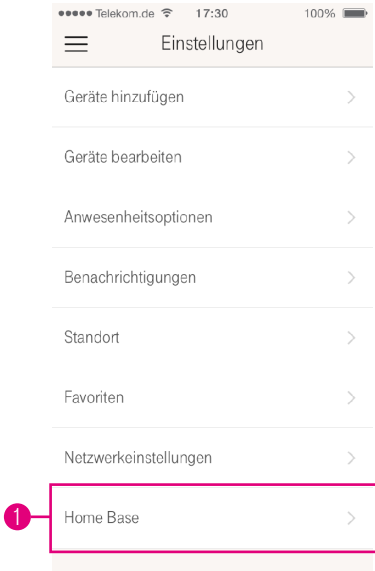 Telekom.de 17:30 100%
Einstellungen
Geräte hinzufügen
Geräte bearbeiten
Anwesenheitsoptionen
Benachrichtigungen
Standort
Favoriten
Netzwerkeinstellungen
1 Home Base